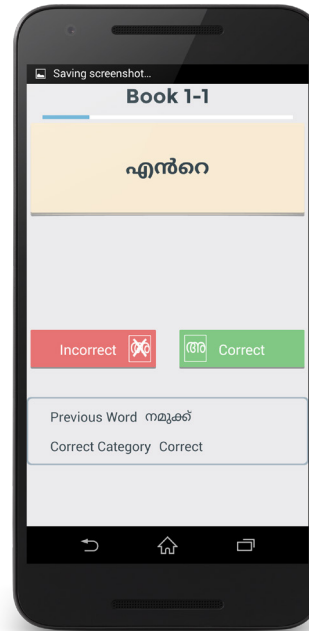 Saving screenshot...
Book 1-1
എൻറെ
Incorrect അ
അ Correct
Previous Word നമുക്ക്
Correct Category Correct